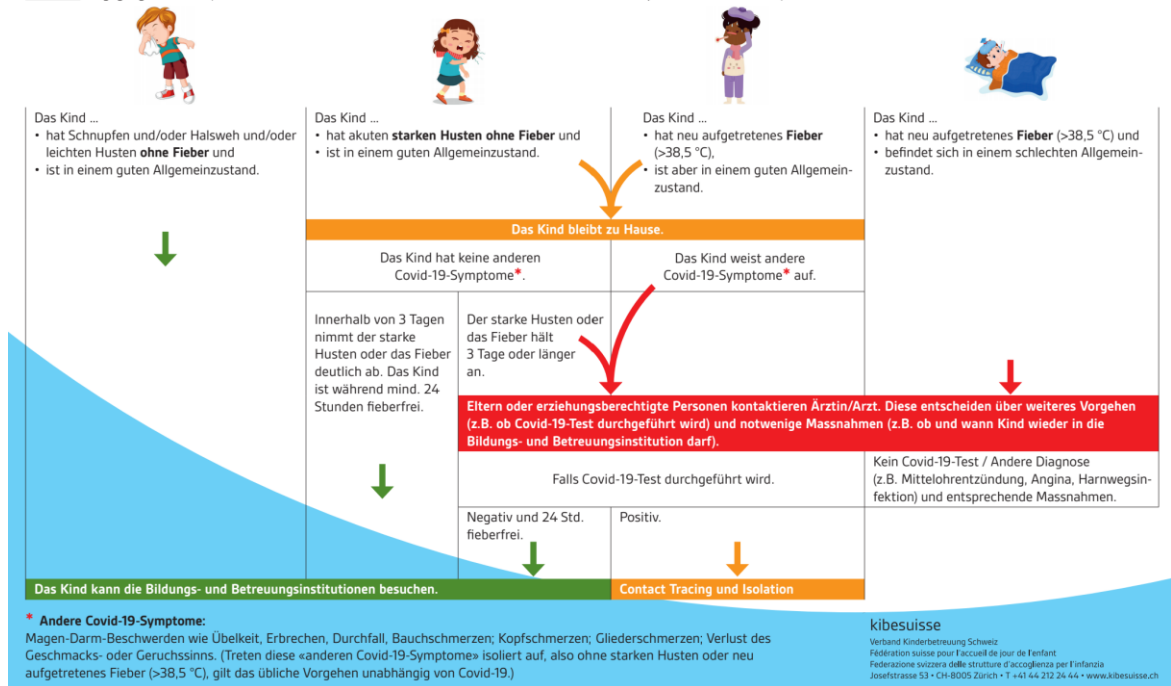 Das Kind ...
• hat Schnupfen und/oder Halsweh und/oder
leichten Husten ohne Fieber und
• ist in einem guten Allgemeinzustand.
Das Kind ...
• hat akuten starken Husten ohne Fieber und
• ist in einem guten Allgemeinzustand.
Das Kind ...
• hat neu aufgetretenes Fieber
(>38,5 °C),
• ist aber in einem guten Allgemein-
zustand.
Das Kind ...
• hat neu aufgetretenes Fieber (>38,5 °C) und
• befindet sich in einem schlechten Allgemein-
zustand.
Das Kind bleibt zu Hause.
Das Kind hat keine anderen
Covid-19-Symptome*.
Das Kind weist andere
Covid-19-Symptome* auf.
Innerhalb von 3 Tagen
nimmt der starke
Husten oder das Fieber
deutlich ab. Das Kind
ist während mind. 24
Stunden fieberfrei.
Der starke Husten oder
das Fieber hält
3 Tage oder länger
an.
Eltern oder erziehungsberechtigte Personen kontaktieren Ärztin/Arzt. Diese entscheiden über weiteres Vorgehen
(z.B. ob Covid-19-Test durchgeführt wird) und notwenige Massnahmen (z.B. ob und wann Kind wieder in die
Bildungs- und Betreuungsinstitution darf).
Falls Covid-19-Test durchgeführt wird.
Kein Covid-19-Test / Andere Diagnose
(z.B. Mittelohrentzündung, Angina, Harnwegsin-
fektion) und entsprechende Massnahmen.
Negativ und 24 Std.
fieberfrei.
Positiv.
Das Kind kann die Bildungs- und Betreuungsinstitutionen besuchen.
Contact Tracing und Isolation
* Andere Covid-19-Symptome:
Magen-Darm-Beschwerden wie Übelkeit, Erbrechen, Durchfall, Bauchschmerzen; Kopfschmerzen; Gliederschmerzen; Verlust des
Geschmacks- oder Geruchssinns. (Treten diese «anderen Covid-19-Symptome» isoliert auf, also ohne starken Husten oder neu
aufgetretenes Fieber (>38,5 °C), gilt das übliche Vorgehen unabhängig von Covid-19.)
kibesuisse
Verband Kinderbetreuung Schweiz
Fédération suisse pour l'accueil de jour de l'enfant
Federazione svizzera delle strutture d'accoglienza per l'infanzia
Josefstrasse 53 • CH-8005 Zürich • T +41 44 212 24 44 • www.kibesuisse.ch